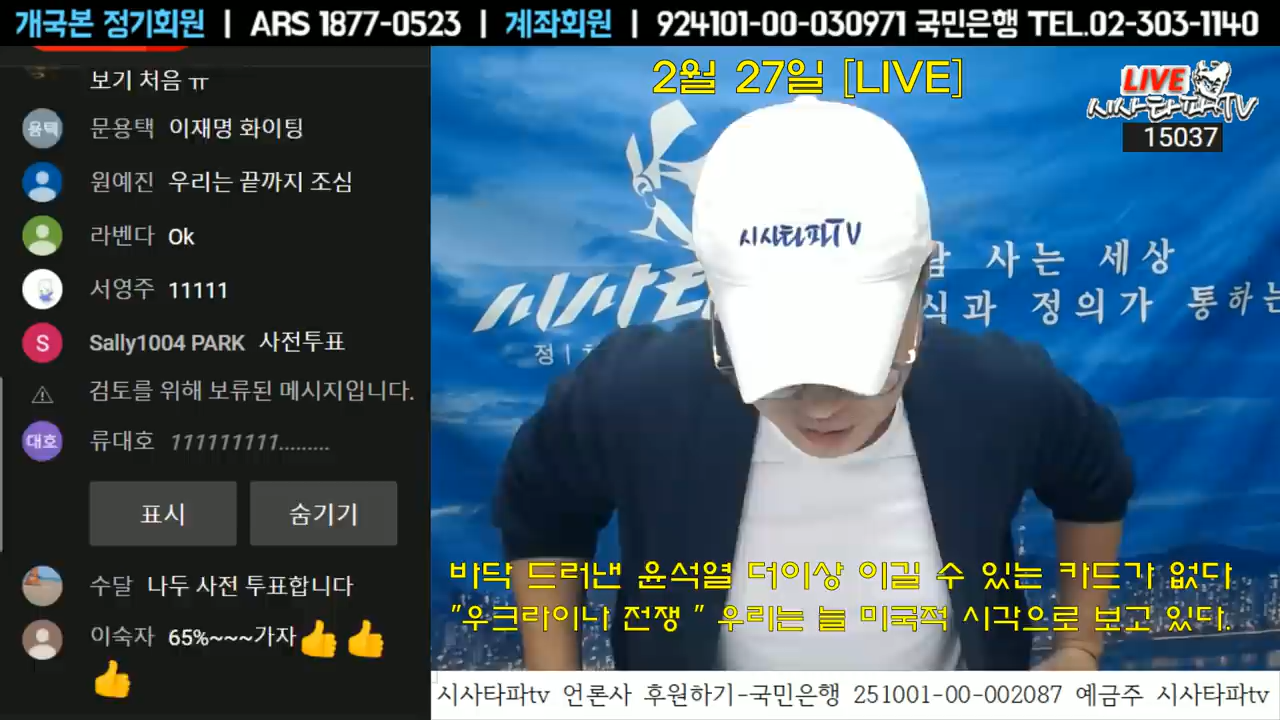 개국본 정기회원 | ARS 1877-0523 | 계좌회원 | 924101-00-030971 국민은행 TEL.02-303-1140
보기 처음 ㅠ
용택 문용택 이재명 화이팅
원예진 우리는 끝까지 조심
라벤다 Ok
서영주 11111
S Sally1004 PARK 사전투표
검토를 위해 보류된 메시지입니다.
대호 류대호 111111111.........
표시 숨기기
수달 나두 사전 투표합니다
이숙자 65%~~~가자👍👍
👍
2월 27일 [LIVE]
LIVE
시사타파TV
15037
시사타파TV
사는 세상
시사타
식과 정의가 통하는
정 |
바닥 드러낸 윤석열 더이상 이길 수 있는 카드가 없다
"우크라이나 전쟁 " 우리는 늘 미국적 시각으로 보고 있다.
시사타파tv 언론사 후원하기-국민은행 251001-00-002087 예금주 시사타파tv